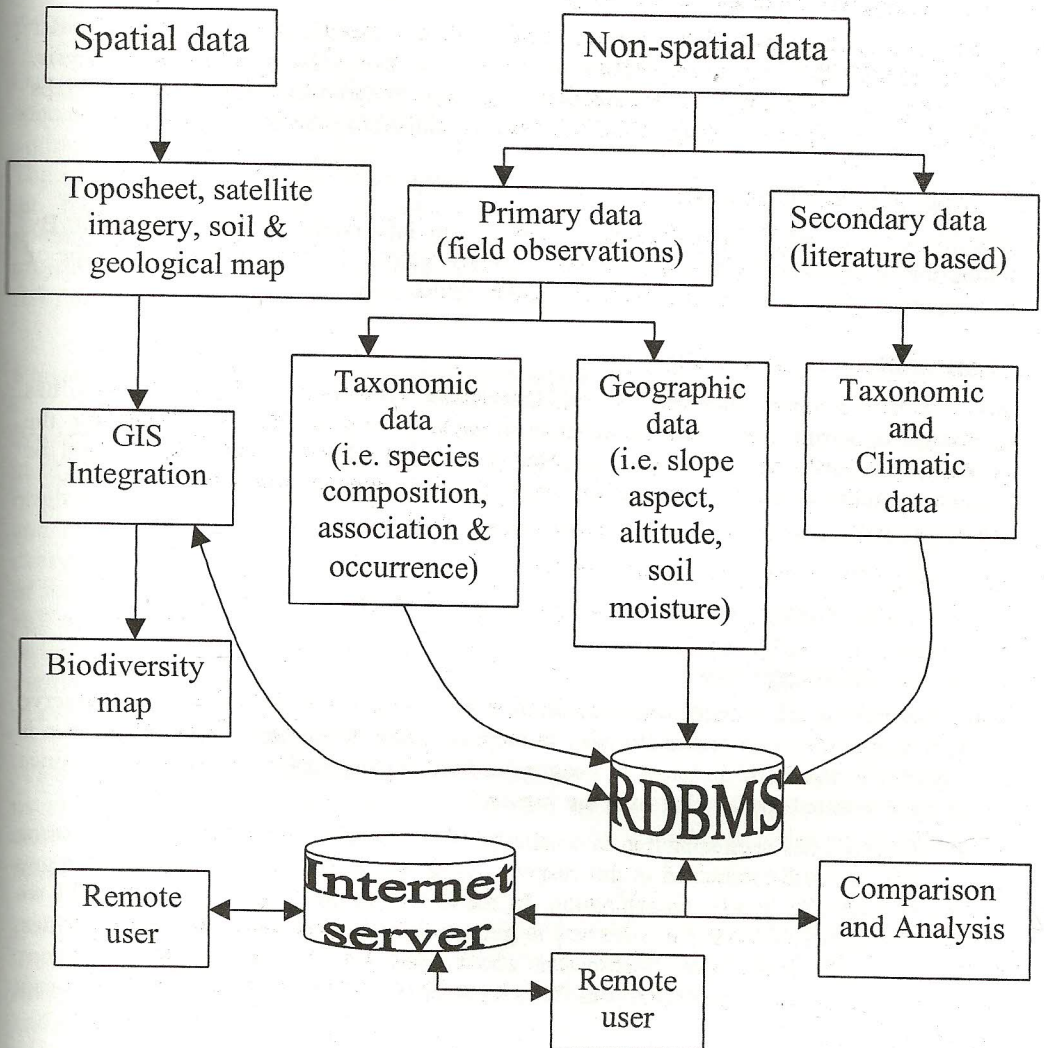 Spatial data
Non-spatial data
Toposheet, satellite
imagery, soil &
geological map
Primary data
(field observations)
Secondary data
(literature based)
GIS
Integration
Taxonomic
data
(i.e. species
composition,
association &
occurrence)
Geographic
data
(i.e. slope
aspect,
altitude,
soil
moisture)
Taxonomic
and
Climatic
data
Biodiversity
map
RDBMS
Internet
server
Remote
user
Comparison
and Analysis
Remote
user